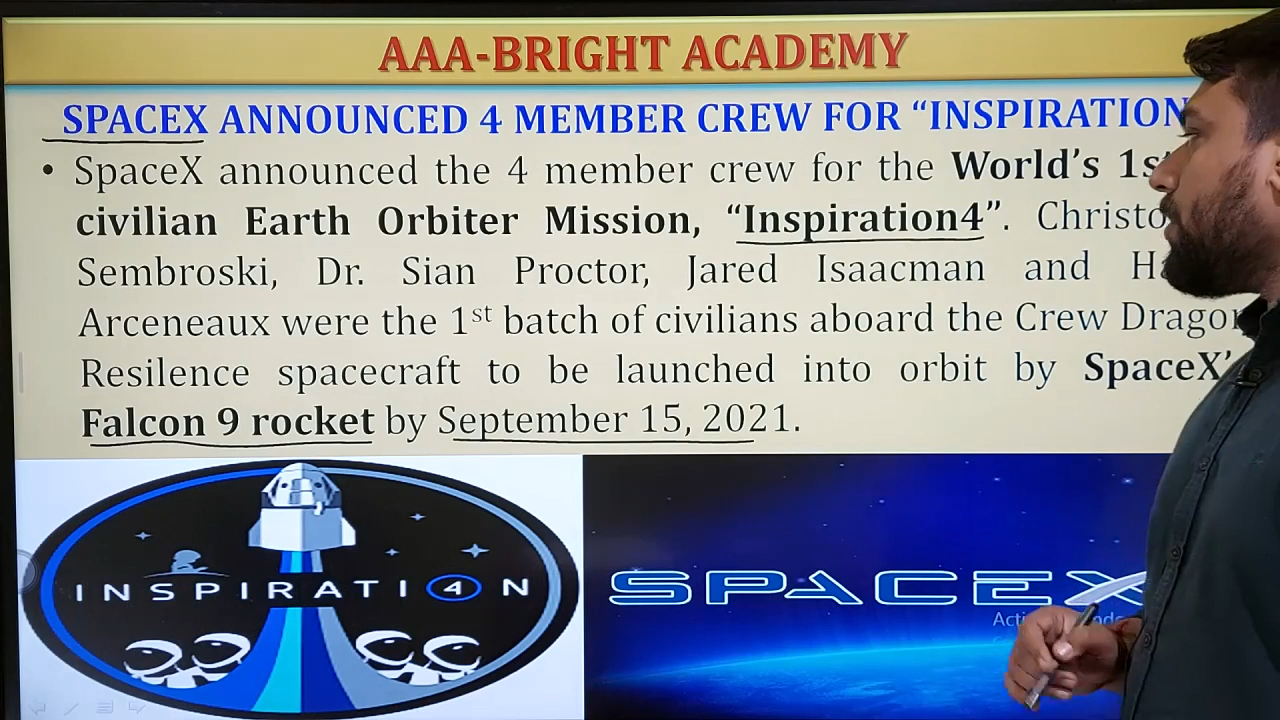 AAA-BRIGHT ACADEMY
SPACEX ANNOUNCED 4 MEMBER CREW FOR “INSPIRATION
• SpaceX announced the 4 member crew for the World’s 1st
civilian Earth Orbiter Mission, “Inspiration4”. Christo
Sembroski, Dr. Sian Proctor, Jared Isaacman and Ha
Arceneaux were the 1st batch of civilians aboard the Crew Dragon
Resilence spacecraft to be launched into orbit by SpaceX’
Falcon 9 rocket by September 15, 2021.
INSPIRATI4N
SPACEX